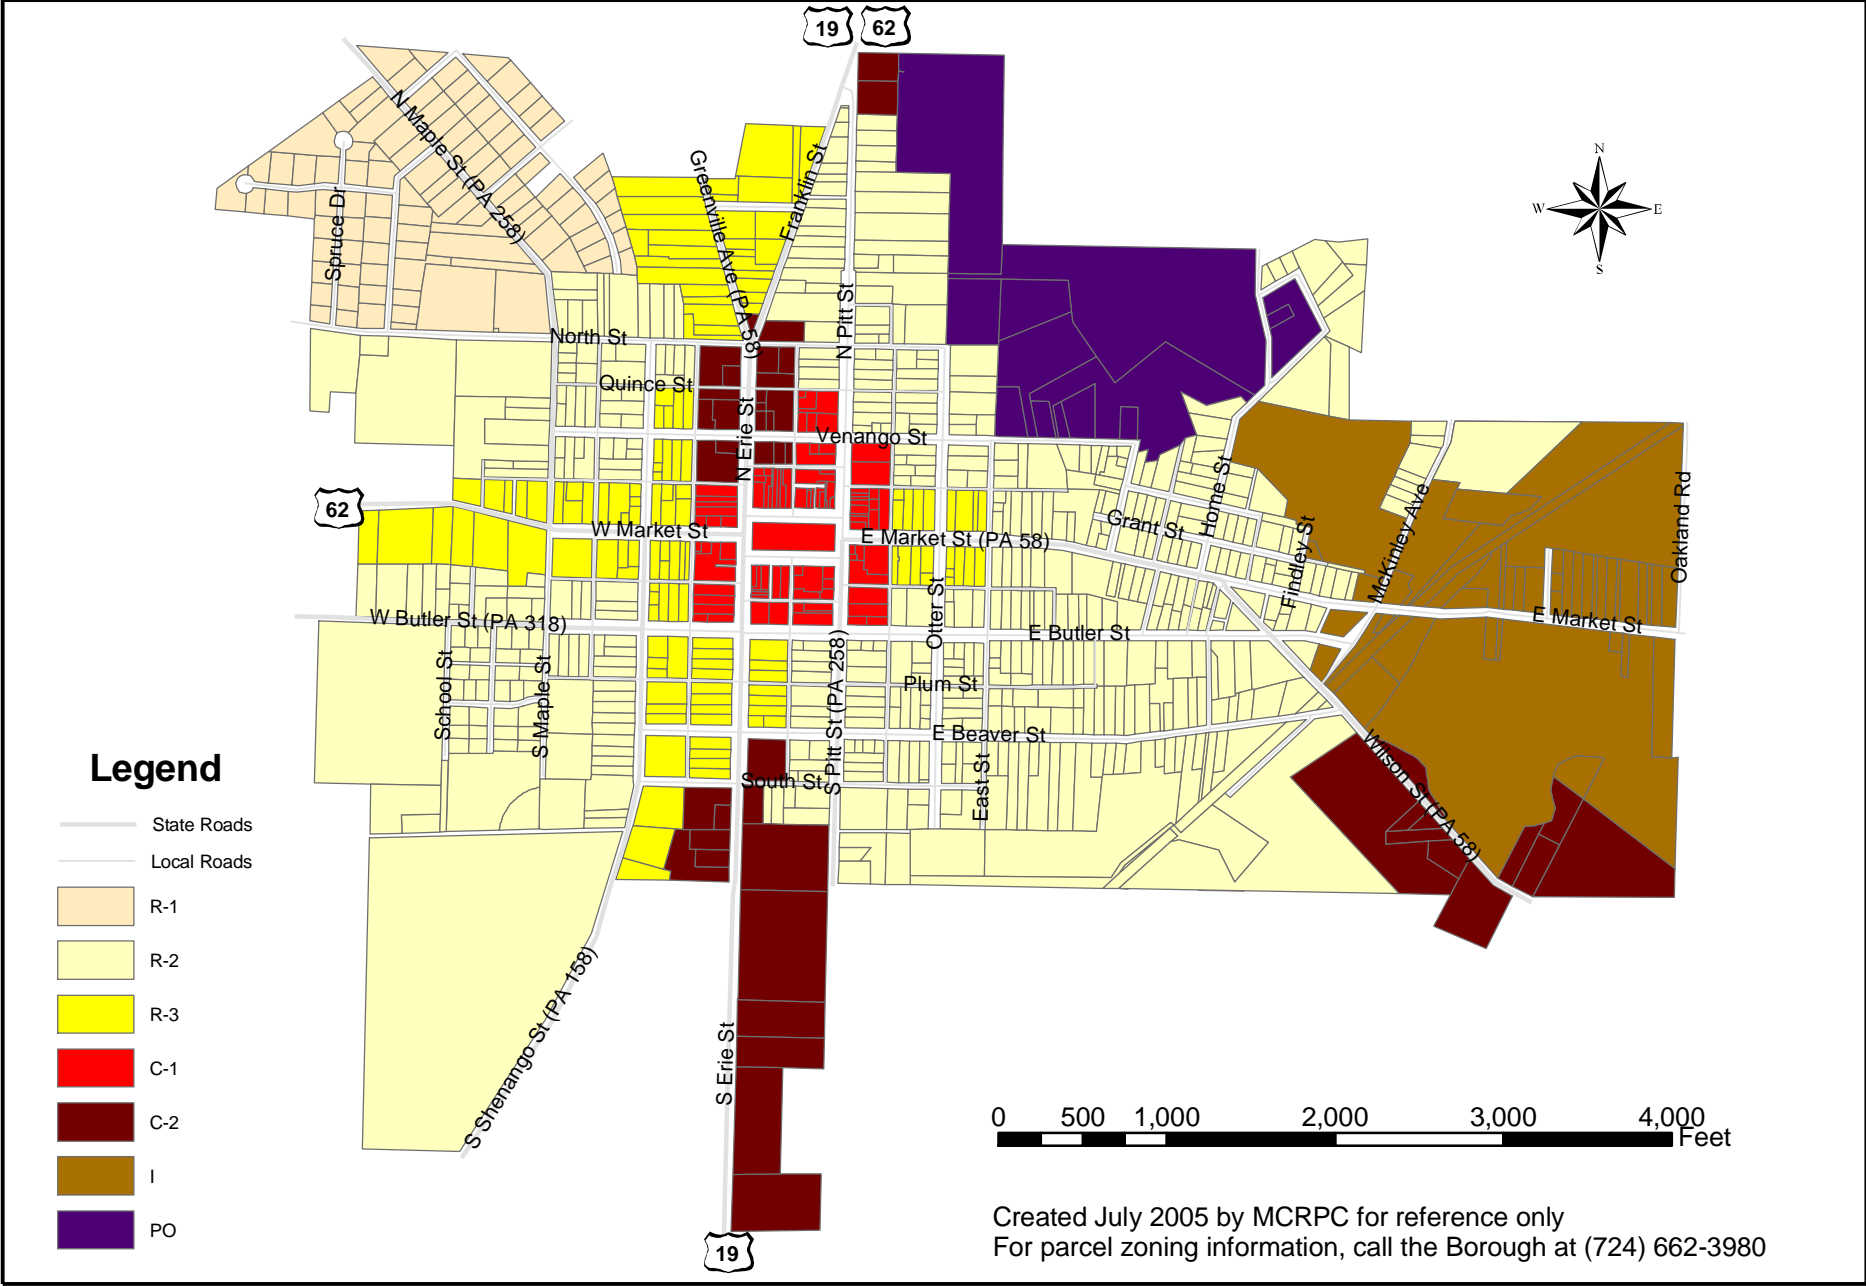 19
62
N
W
E
S
N Maple St (PA 258)
Spruce Dr
Greenville Ave (PA 58)
Franklin St
N Pitt St
North St
Quince St
N Erie St
Venango St
62
W Market St
E Market St (PA 58)
Grant St
Home St
Findley St
McKinley Ave
Oakland Rd
E Market St
W Butler St (PA 318)
Otter St
E Butler St
School St
S Maple St
S Pitt St (PA 258)
Plum St
E Beaver St
South St
East St
Wilson St (PA 58)
S Shenango St (PA 158)
S Erie St
19
Legend
State Roads
Local Roads
R-1
R-2
R-3
C-1
C-2
I
PO
0 500 1,000 2,000 3,000 4,000
Feet
Created July 2005 by MCRPC for reference only
For parcel zoning information, call the Borough at (724) 662-3980